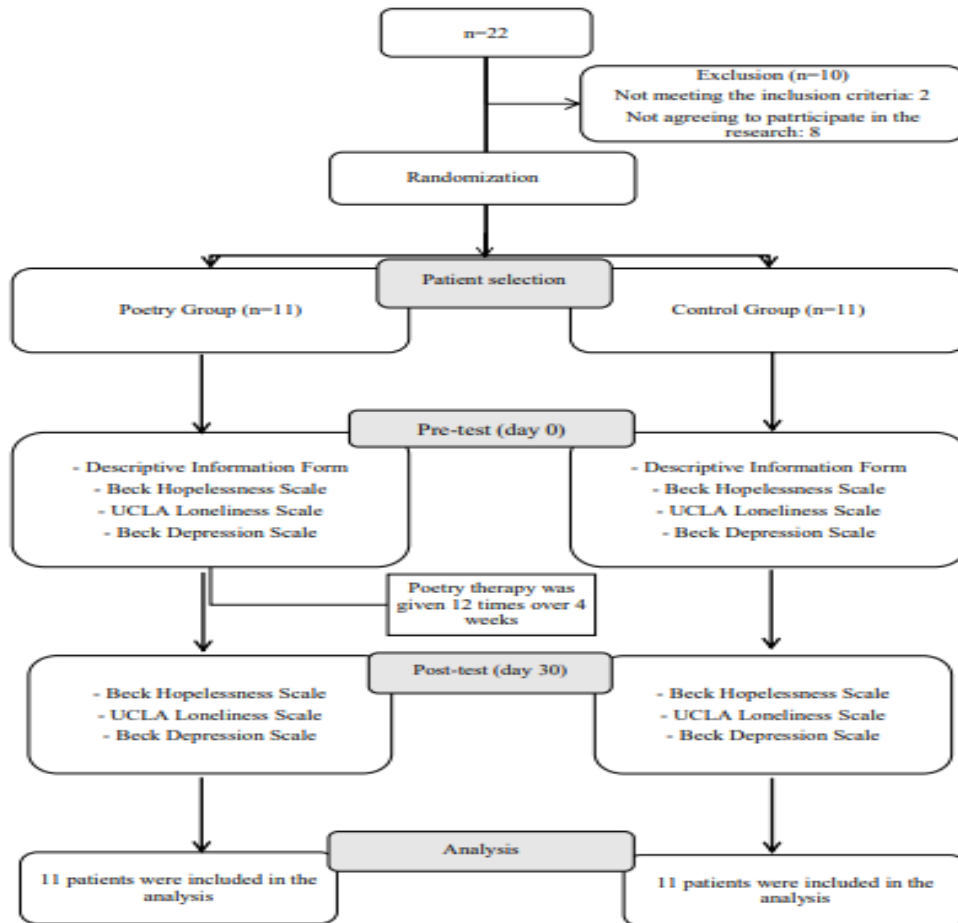 n=22
Exclusion (n=10)
Not meeting the inclusion criteria: 2
Not agreeing to patrticipate in the
research: 8
Randomization
Patient selection
Poetry Group (n=11)
Control Group (n=11)
Pre-test (day 0)
- Descriptive Information Form
- Beck Hopelessness Scale
- UCLA Loneliness Scale
- Beck Depression Scale
- Descriptive Information Form
- Beck Hopelessness Scale
- UCLA Loneliness Scale
- Beck Depression Scale
Poetry therapy was
given 12 times over 4
weeks
Post-test (day 30)
- Beck Hopelessness Scale
- UCLA Loneliness Scale
- Beck Depression Scale
- Beck Hopelessness Scale
- UCLA Loneliness Scale
- Beck Depression Scale
Analysis
11 patients were included in the
analysis
11 patients were included in the
analysis